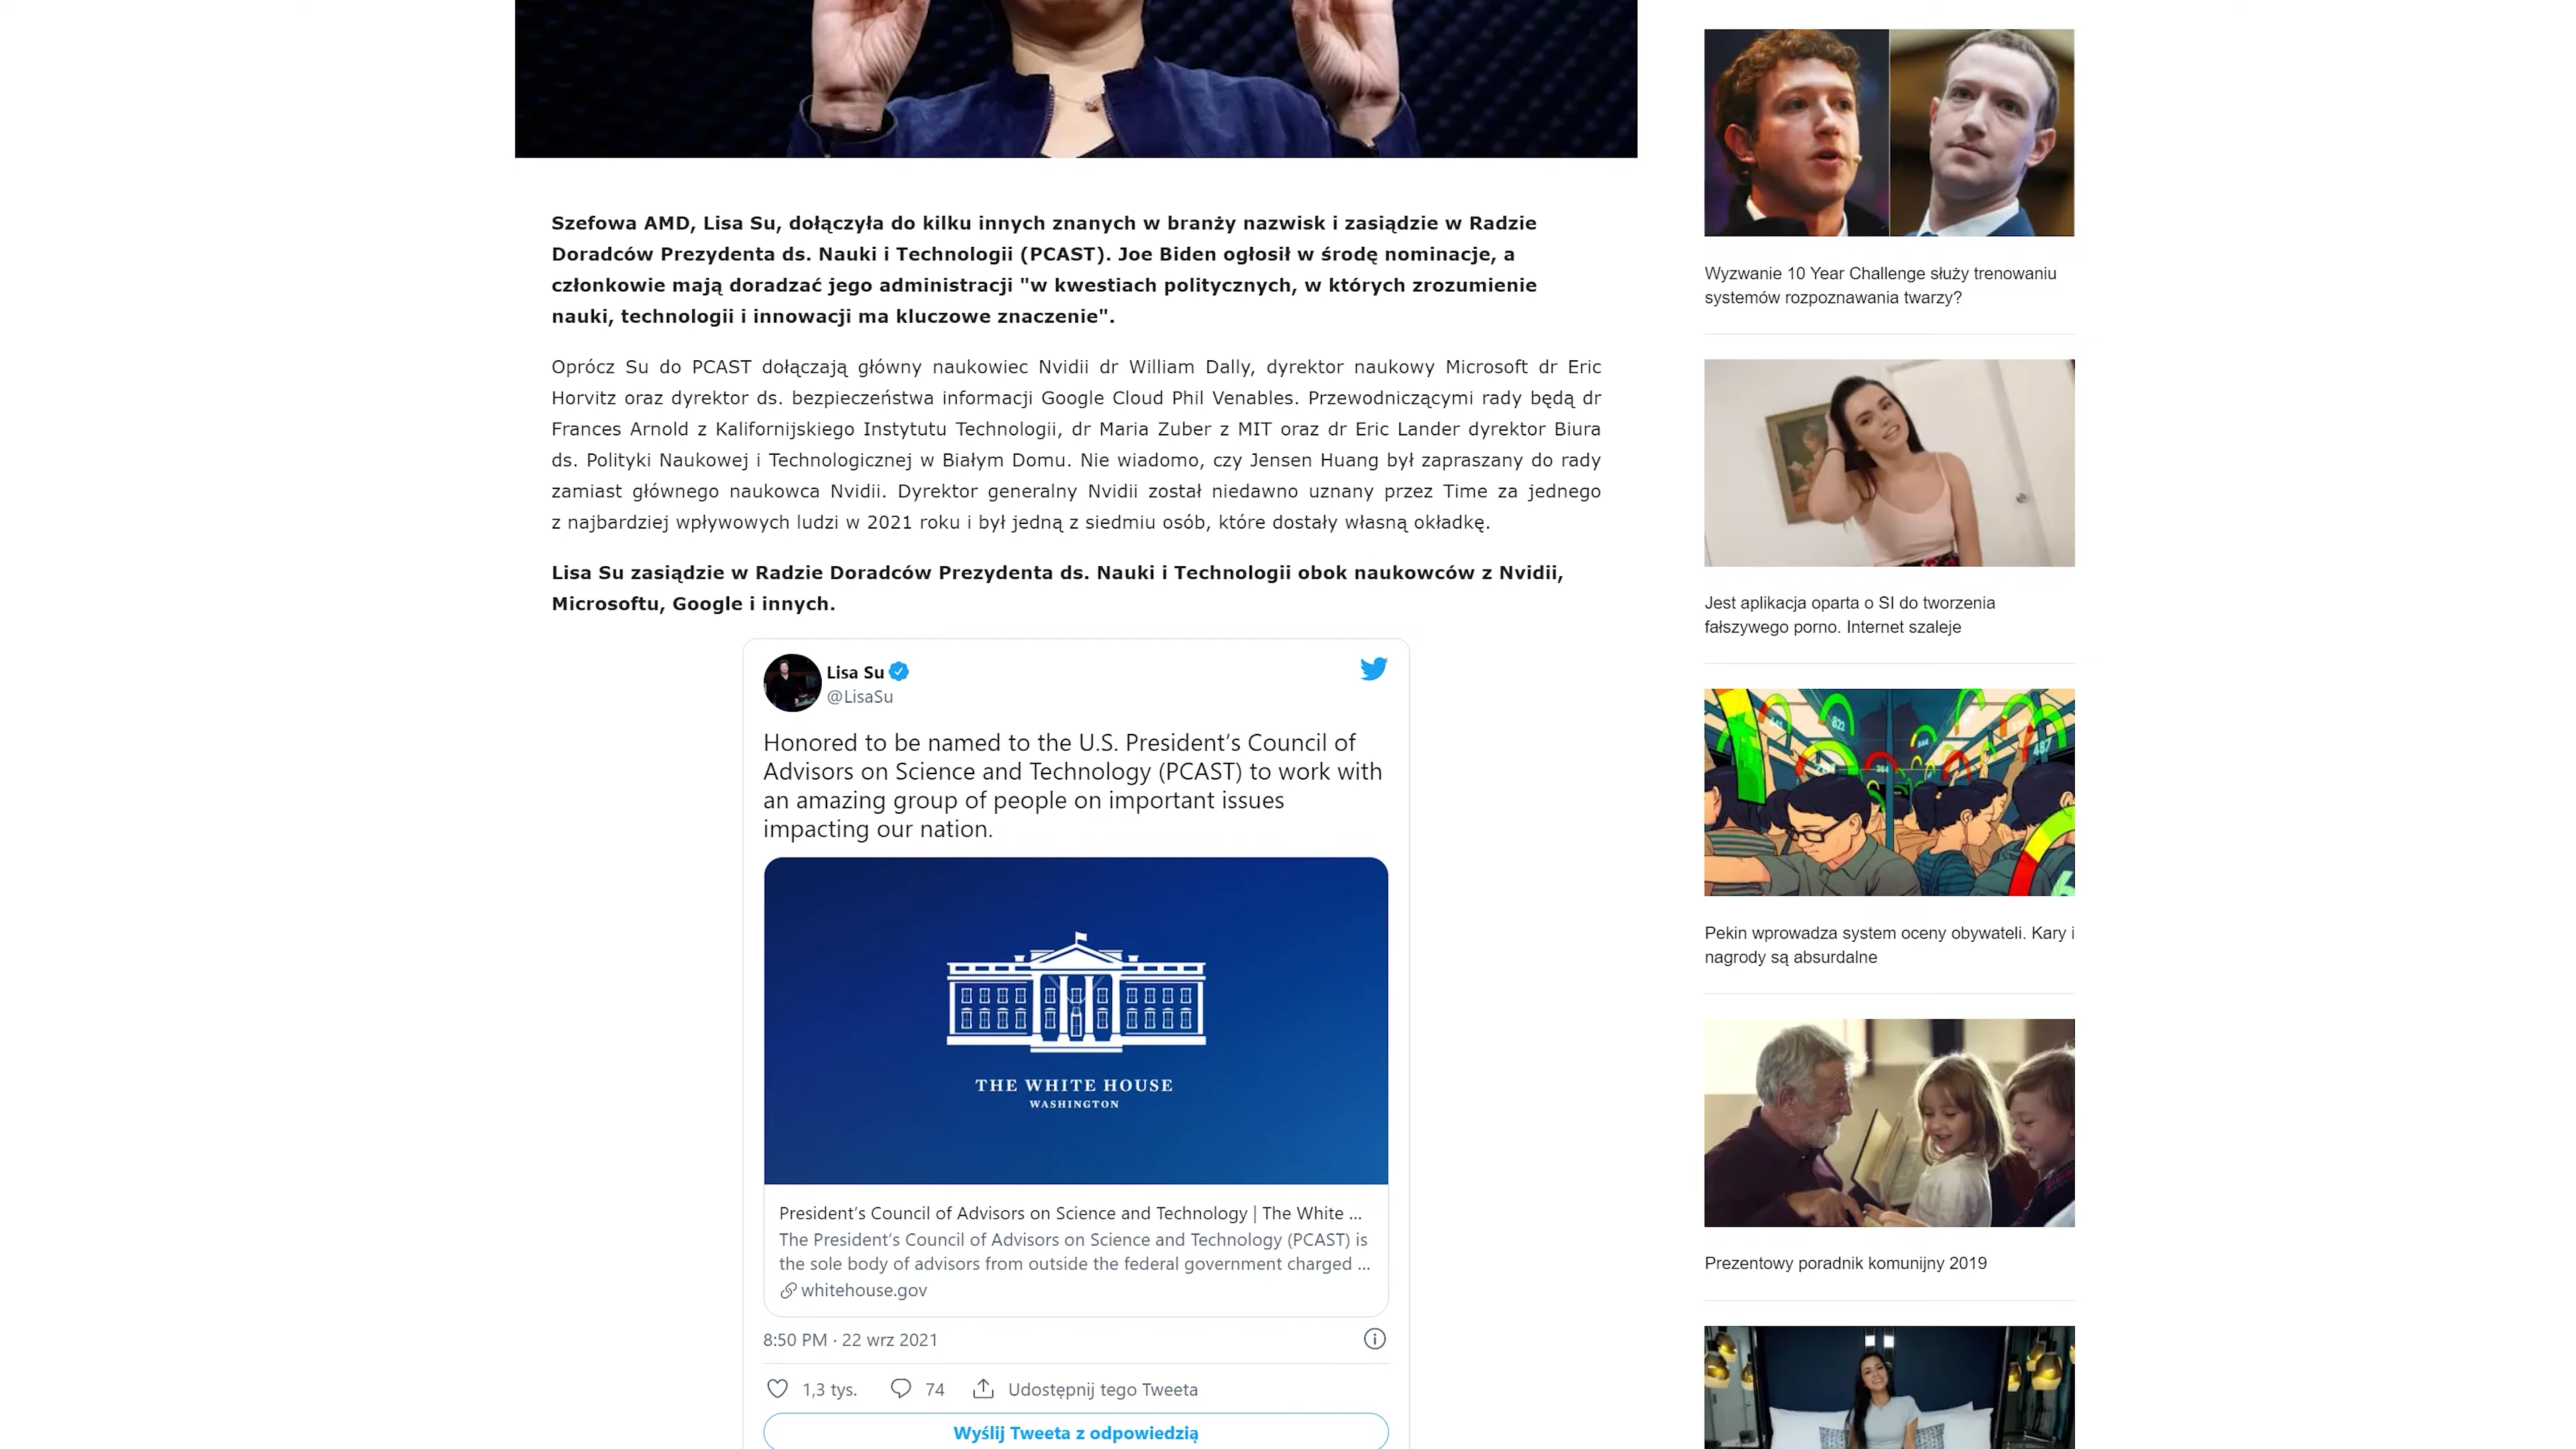 Szefowa AMD, Lisa Su, dołączyła do kilku innych znanych w branży nazwisk i zasiądzie w Radzie
Doradców Prezydenta ds. Nauki i Technologii (PCAST). Joe Biden ogłosił w środę nominacje, a
członkowie mają doradzać jego administracji "w kwestiach politycznych, w których zrozumienie
nauki, technologii i innowacji ma kluczowe znaczenie".
Oprócz Su do PCAST dołączają główny naukowiec Nvidii dr William Dally, dyrektor naukowy Microsoft dr Eric
Horvitz oraz dyrektor ds. bezpieczeństwa informacji Google Cloud Phil Venables. Przewodniczącymi rady będą dr
Frances Arnold z Kalifornijskiego Instytutu Technologii, dr Maria Zuber z MIT oraz dr Eric Lander dyrektor Biura
ds. Polityki Naukowej i Technologicznej w Białym Domu. Nie wiadomo, czy Jensen Huang był zapraszany do rady
zamiast głównego naukowca Nvidii. Dyrektor generalny Nvidii został niedawno uznany przez Time za jednego
z najbardziej wpływowych ludzi w 2021 roku i był jedną z siedmiu osób, które dostały własną okładkę.
Lisa Su zasiądzie w Radzie Doradców Prezydenta ds. Nauki i Technologii obok naukowców z Nvidii,
Microsoftu, Google i innych.
Lisa Su
@LisaSu
Honored to be named to the U.S. President’s Council of
Advisors on Science and Technology (PCAST) to work with
an amazing group of people on important issues
impacting our nation.
THE WHITE HOUSE
WASHINGTON
President’s Council of Advisors on Science and Technology | The White ...
The President’s Council of Advisors on Science and Technology (PCAST) is
the sole body of advisors from outside the federal government charged ...
whitehouse.gov
8:50 PM · 22 wrz 2021
1,3 tys. 74 Udostępnij tego Tweeta
Wyślij Tweeta z odpowiedzią
Wyzwanie 10 Year Challenge służy trenowaniu
systemów rozpoznawania twarzy?
Jest aplikacja oparta o SI do tworzenia
fałszywego porno. Internet szaleje
822
487
Pekin wprowadza system oceny obywateli. Kary i
nagrody są absurdalne
Prezentowy poradnik komunijny 2019